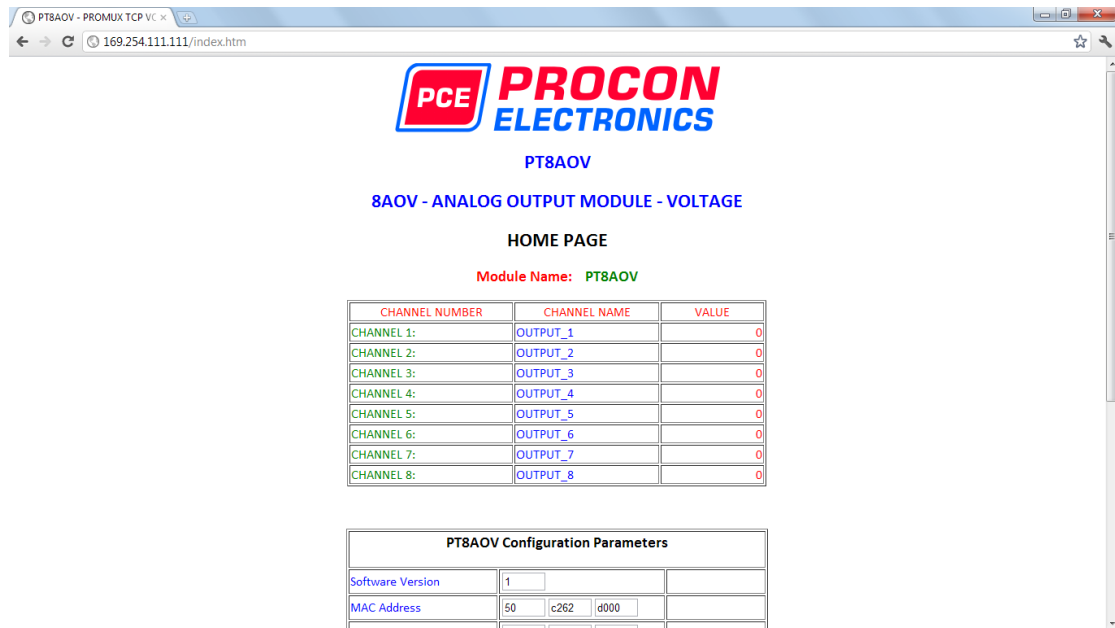 PT8AOV - PROMUX TCP VC
169.254.111.111/index.htm
PCE PROCON
ELECTRONICS
PT8AOV
8AOV - ANALOG OUTPUT MODULE - VOLTAGE
HOME PAGE
Module Name: PT8AOV
CHANNEL NUMBER CHANNEL NAME VALUE
CHANNEL 1: OUTPUT_1 0
CHANNEL 2: OUTPUT_2 0
CHANNEL 3: OUTPUT_3 0
CHANNEL 4: OUTPUT_4 0
CHANNEL 5: OUTPUT_5 0
CHANNEL 6: OUTPUT_6 0
CHANNEL 7: OUTPUT_7 0
CHANNEL 8: OUTPUT_8 0
PT8AOV Configuration Parameters
Software Version 1
MAC Address 50 c262 d000